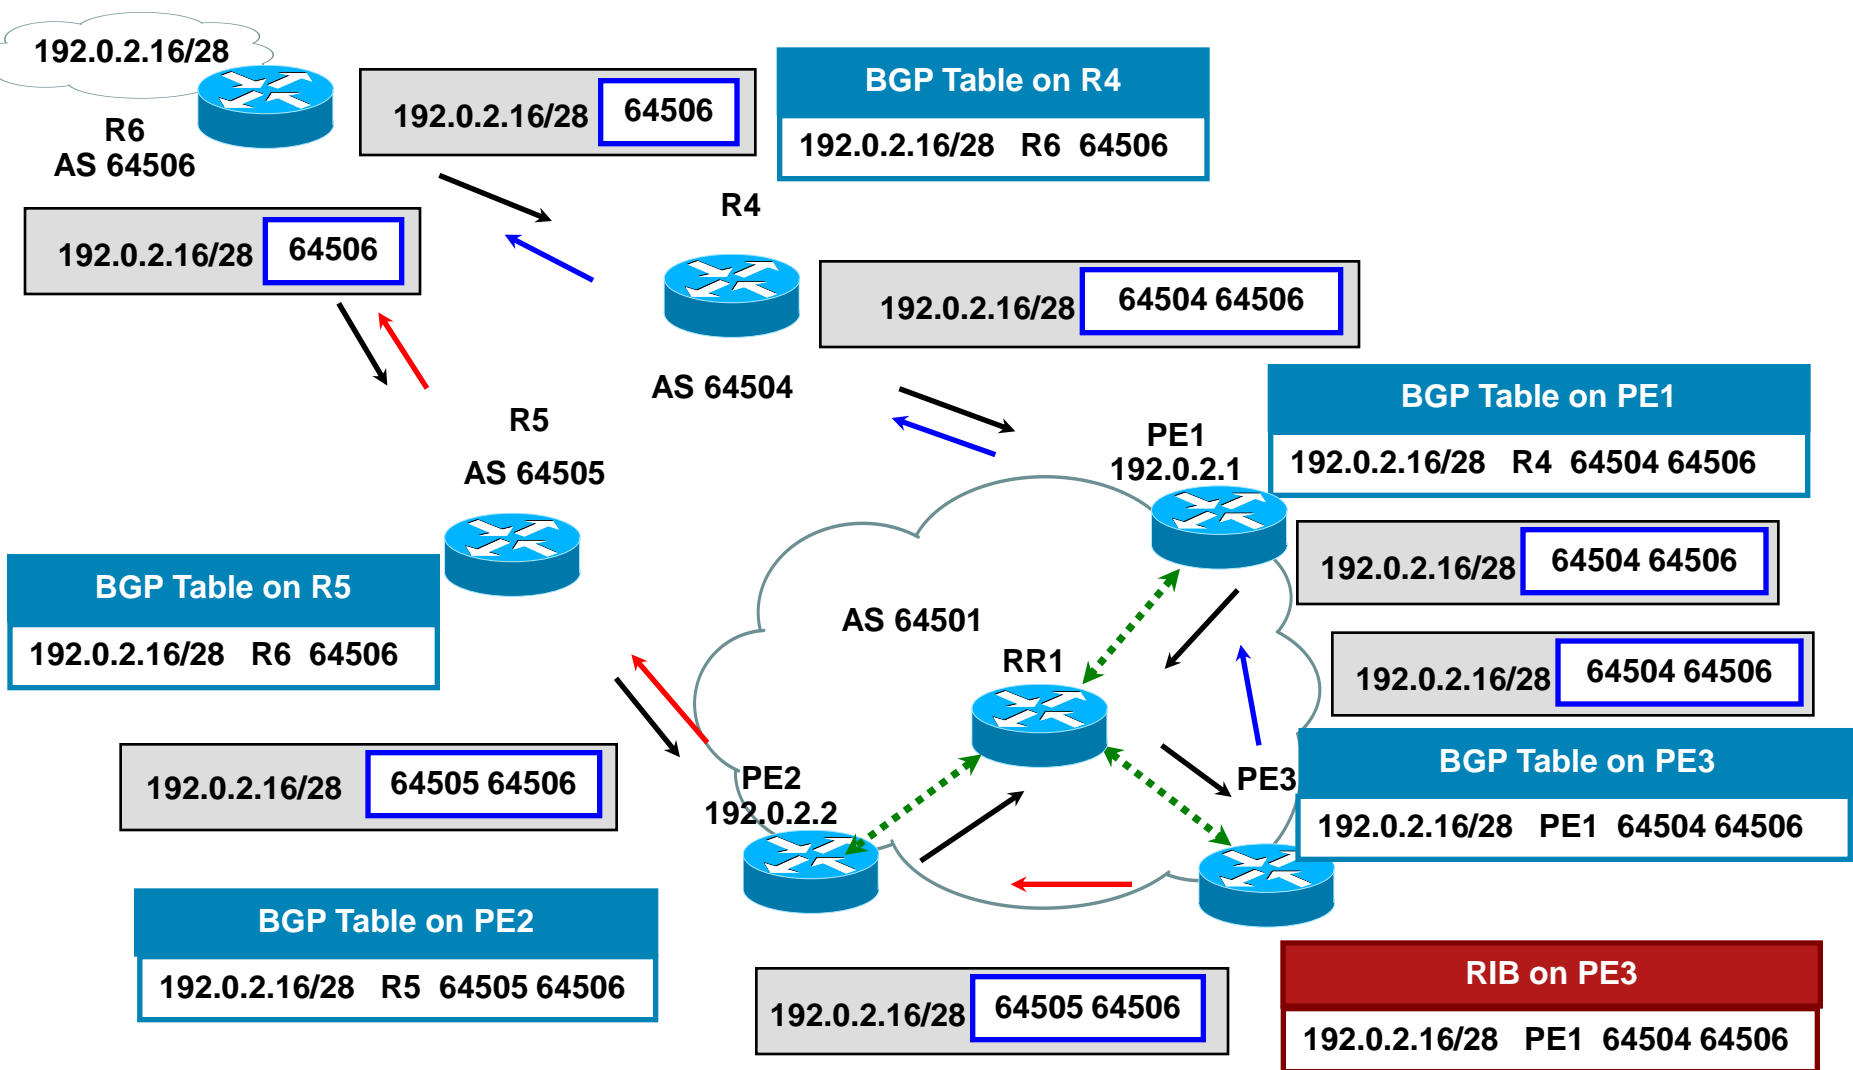 192.0.2.16/28
R6
AS 64506
192.0.2.16/28 64506
BGP Table on R4
192.0.2.16/28 R6 64506
192.0.2.16/28 64506
R4
AS 64504
192.0.2.16/28 64504 64506
R5
AS 64505
PE1
192.0.2.1
BGP Table on PE1
192.0.2.16/28 R4 64504 64506
192.0.2.16/28 64504 64506
BGP Table on R5
192.0.2.16/28 R6 64506
AS 64501
RR1
192.0.2.16/28 64504 64506
192.0.2.16/28 64505 64506
PE2
192.0.2.2
PE3
BGP Table on PE3
192.0.2.16/28 PE1 64504 64506
BGP Table on PE2
192.0.2.16/28 R5 64505 64506
192.0.2.16/28 64505 64506
RIB on PE3
192.0.2.16/28 PE1 64504 64506